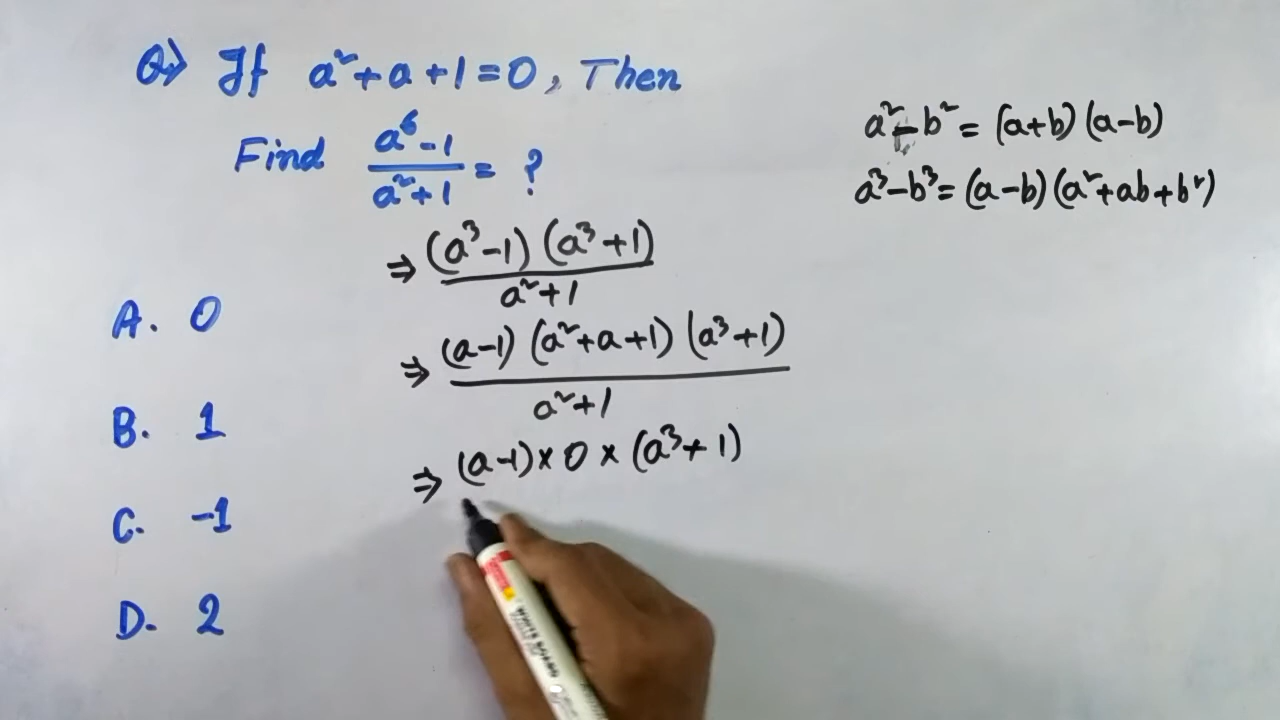 Q) If a²+a+1=0, Then
Find (a⁶-1)/(a²+1) = ?
a²-b² = (a+b)(a-b)
a³-b³ = (a-b)(a²+ab+b²)
⇒ (a³-1)(a³+1)/(a²+1)
⇒ (a-1)(a²+a+1)(a³+1)/(a²+1)
⇒ (a-1)×0×(a³+1)
A. 0
B. 1
C. -1
D. 2
WHITE BOARD